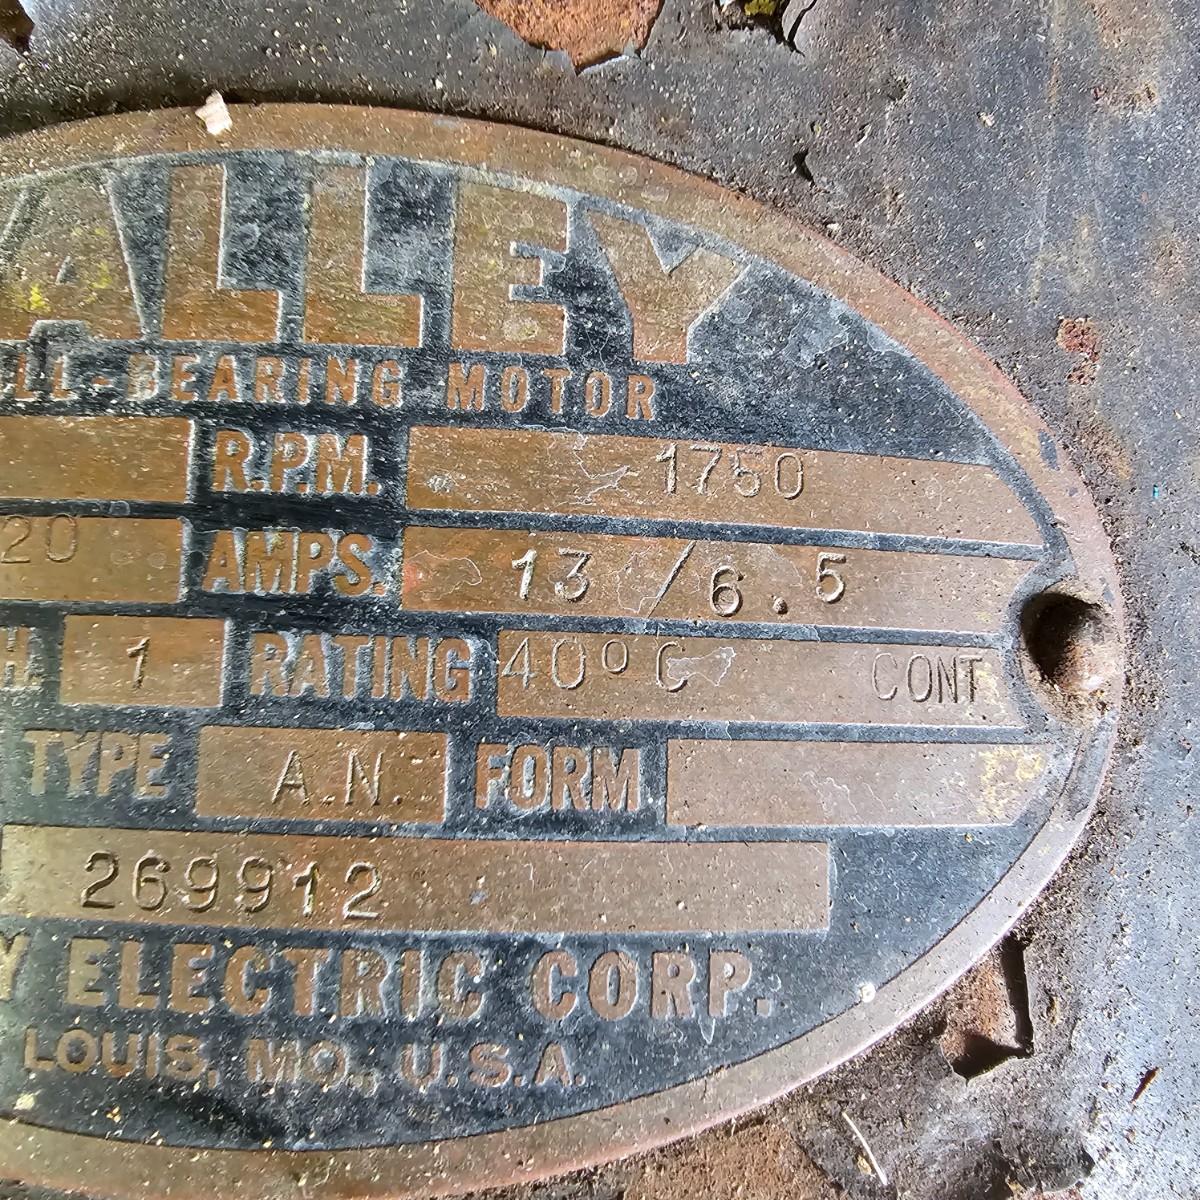 ALLEY
LL-BEARING MOTOR
R.P.M. 1750
20 AMPS. 13/6.5
H. 1 RATING 40°C CONT
TYPE A.N. FORM
269912
Y ELECTRIC CORP.
LOUIS, MO., U.S.A.